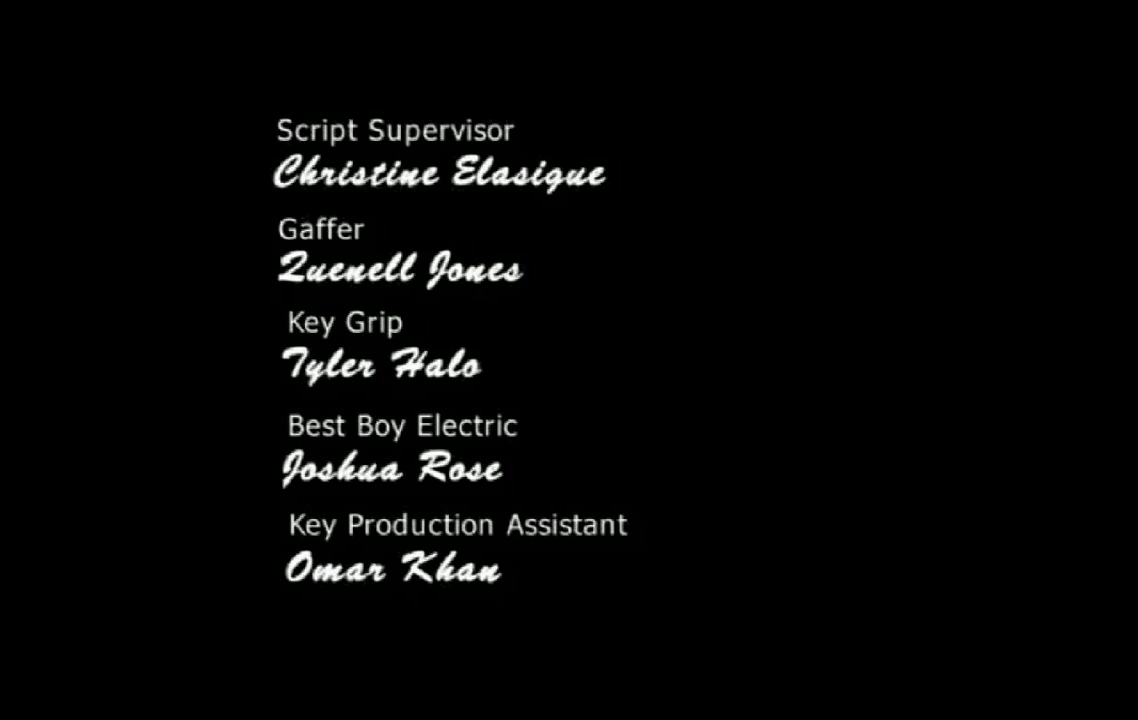 Script Supervisor
Christine Elasigue
Gaffer
Quenell Jones
Key Grip
Tyler Halo
Best Boy Electric
Joshua Rose
Key Production Assistant
Omar Khan